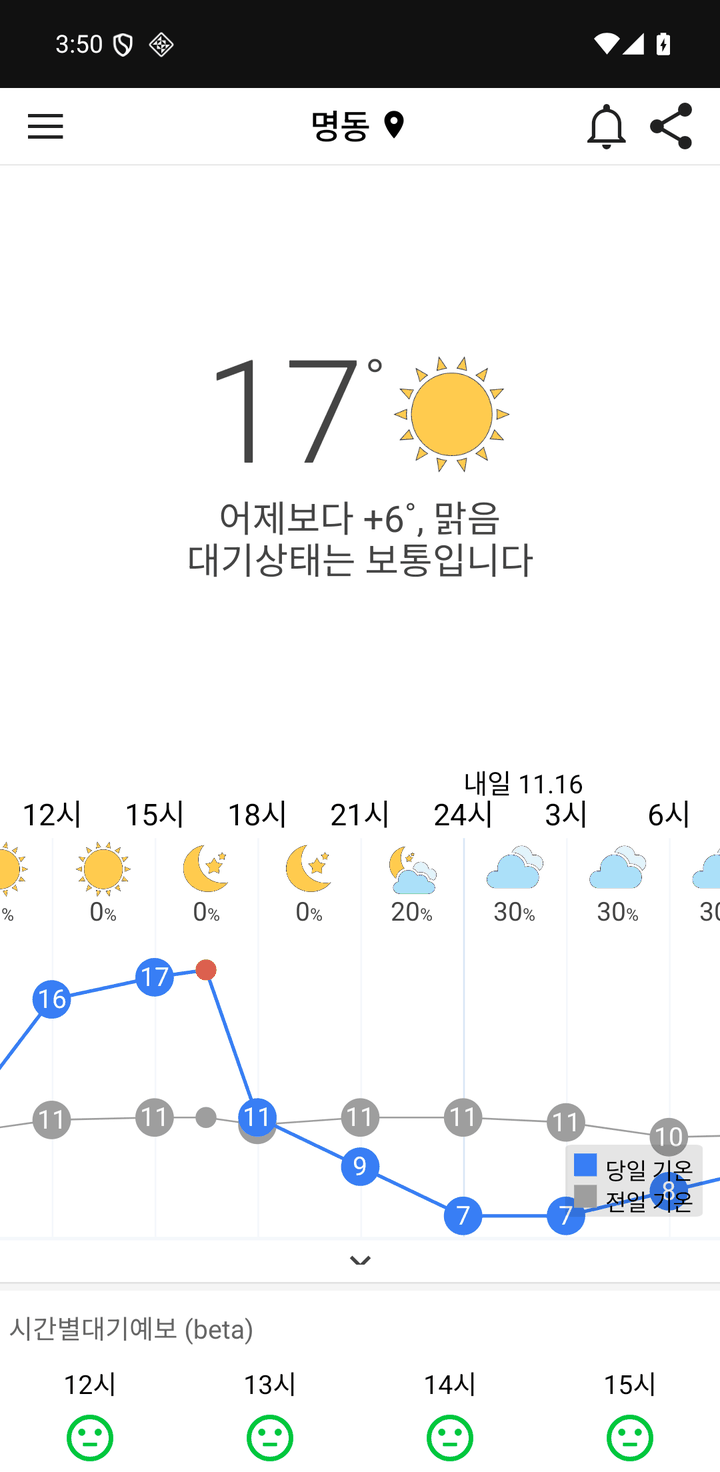 3:50
명동
17°
어제보다 +6°, 맑음
대기상태는 보통입니다
내일 11.16
12시 15시 18시 21시 24시 3시 6시
% 0% 0% 0% 20% 30% 30% 30
16 17
11 11 11 11 11 11 10
9 7 7 8
당일 기온
전일 기온
시간별대기예보 (beta)
12시 13시 14시 15시